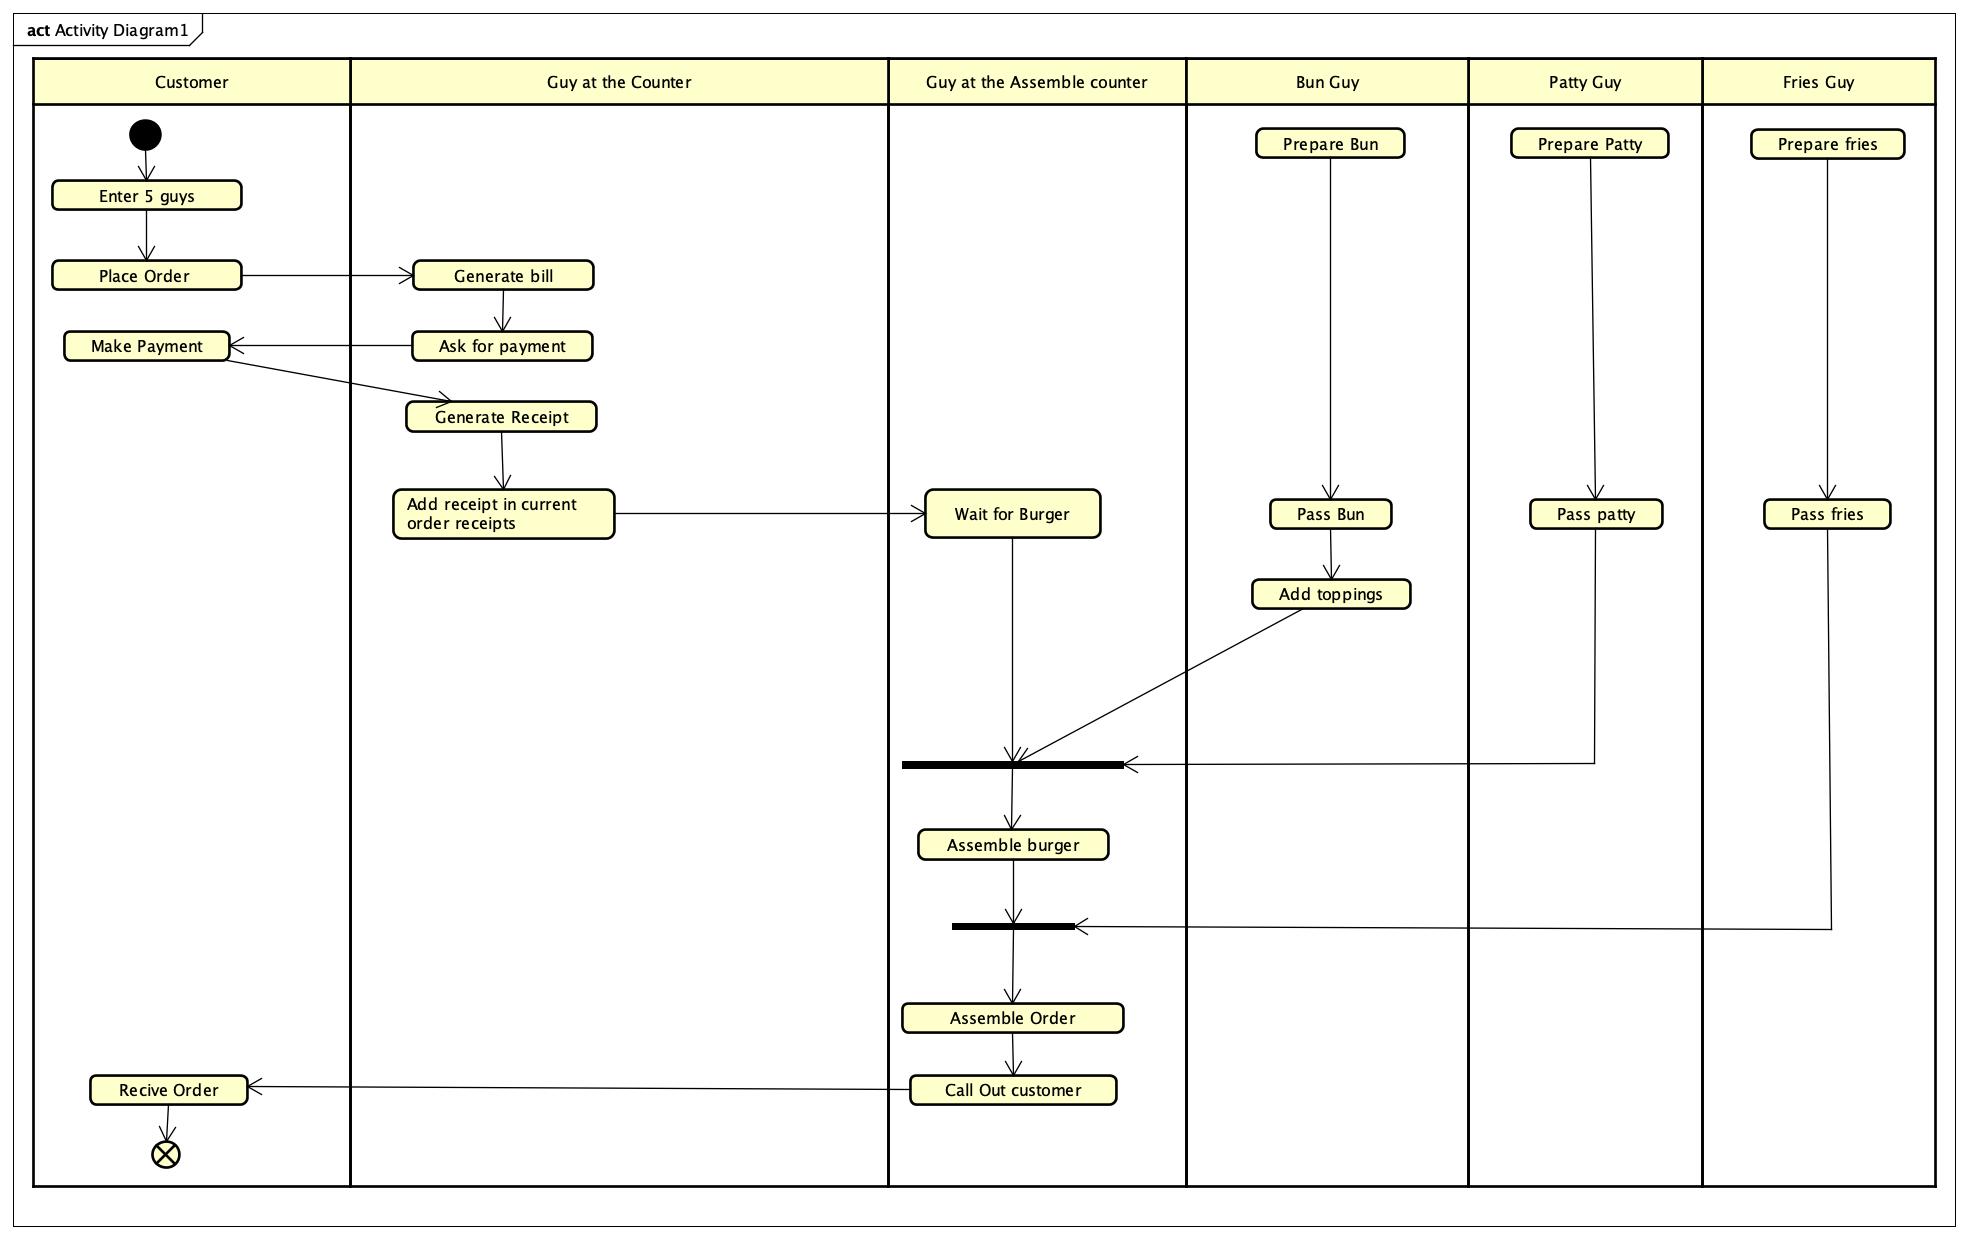 act Activity Diagram1
Customer
Guy at the Counter
Guy at the Assemble counter
Bun Guy
Patty Guy
Fries Guy
Prepare Bun
Prepare Patty
Prepare fries
Enter 5 guys
Place Order
Generate bill
Make Payment
Ask for payment
Generate Receipt
Add receipt in current
order receipts
Wait for Burger
Pass Bun
Pass patty
Pass fries
Add toppings
Assemble burger
Assemble Order
Recive Order
Call Out customer